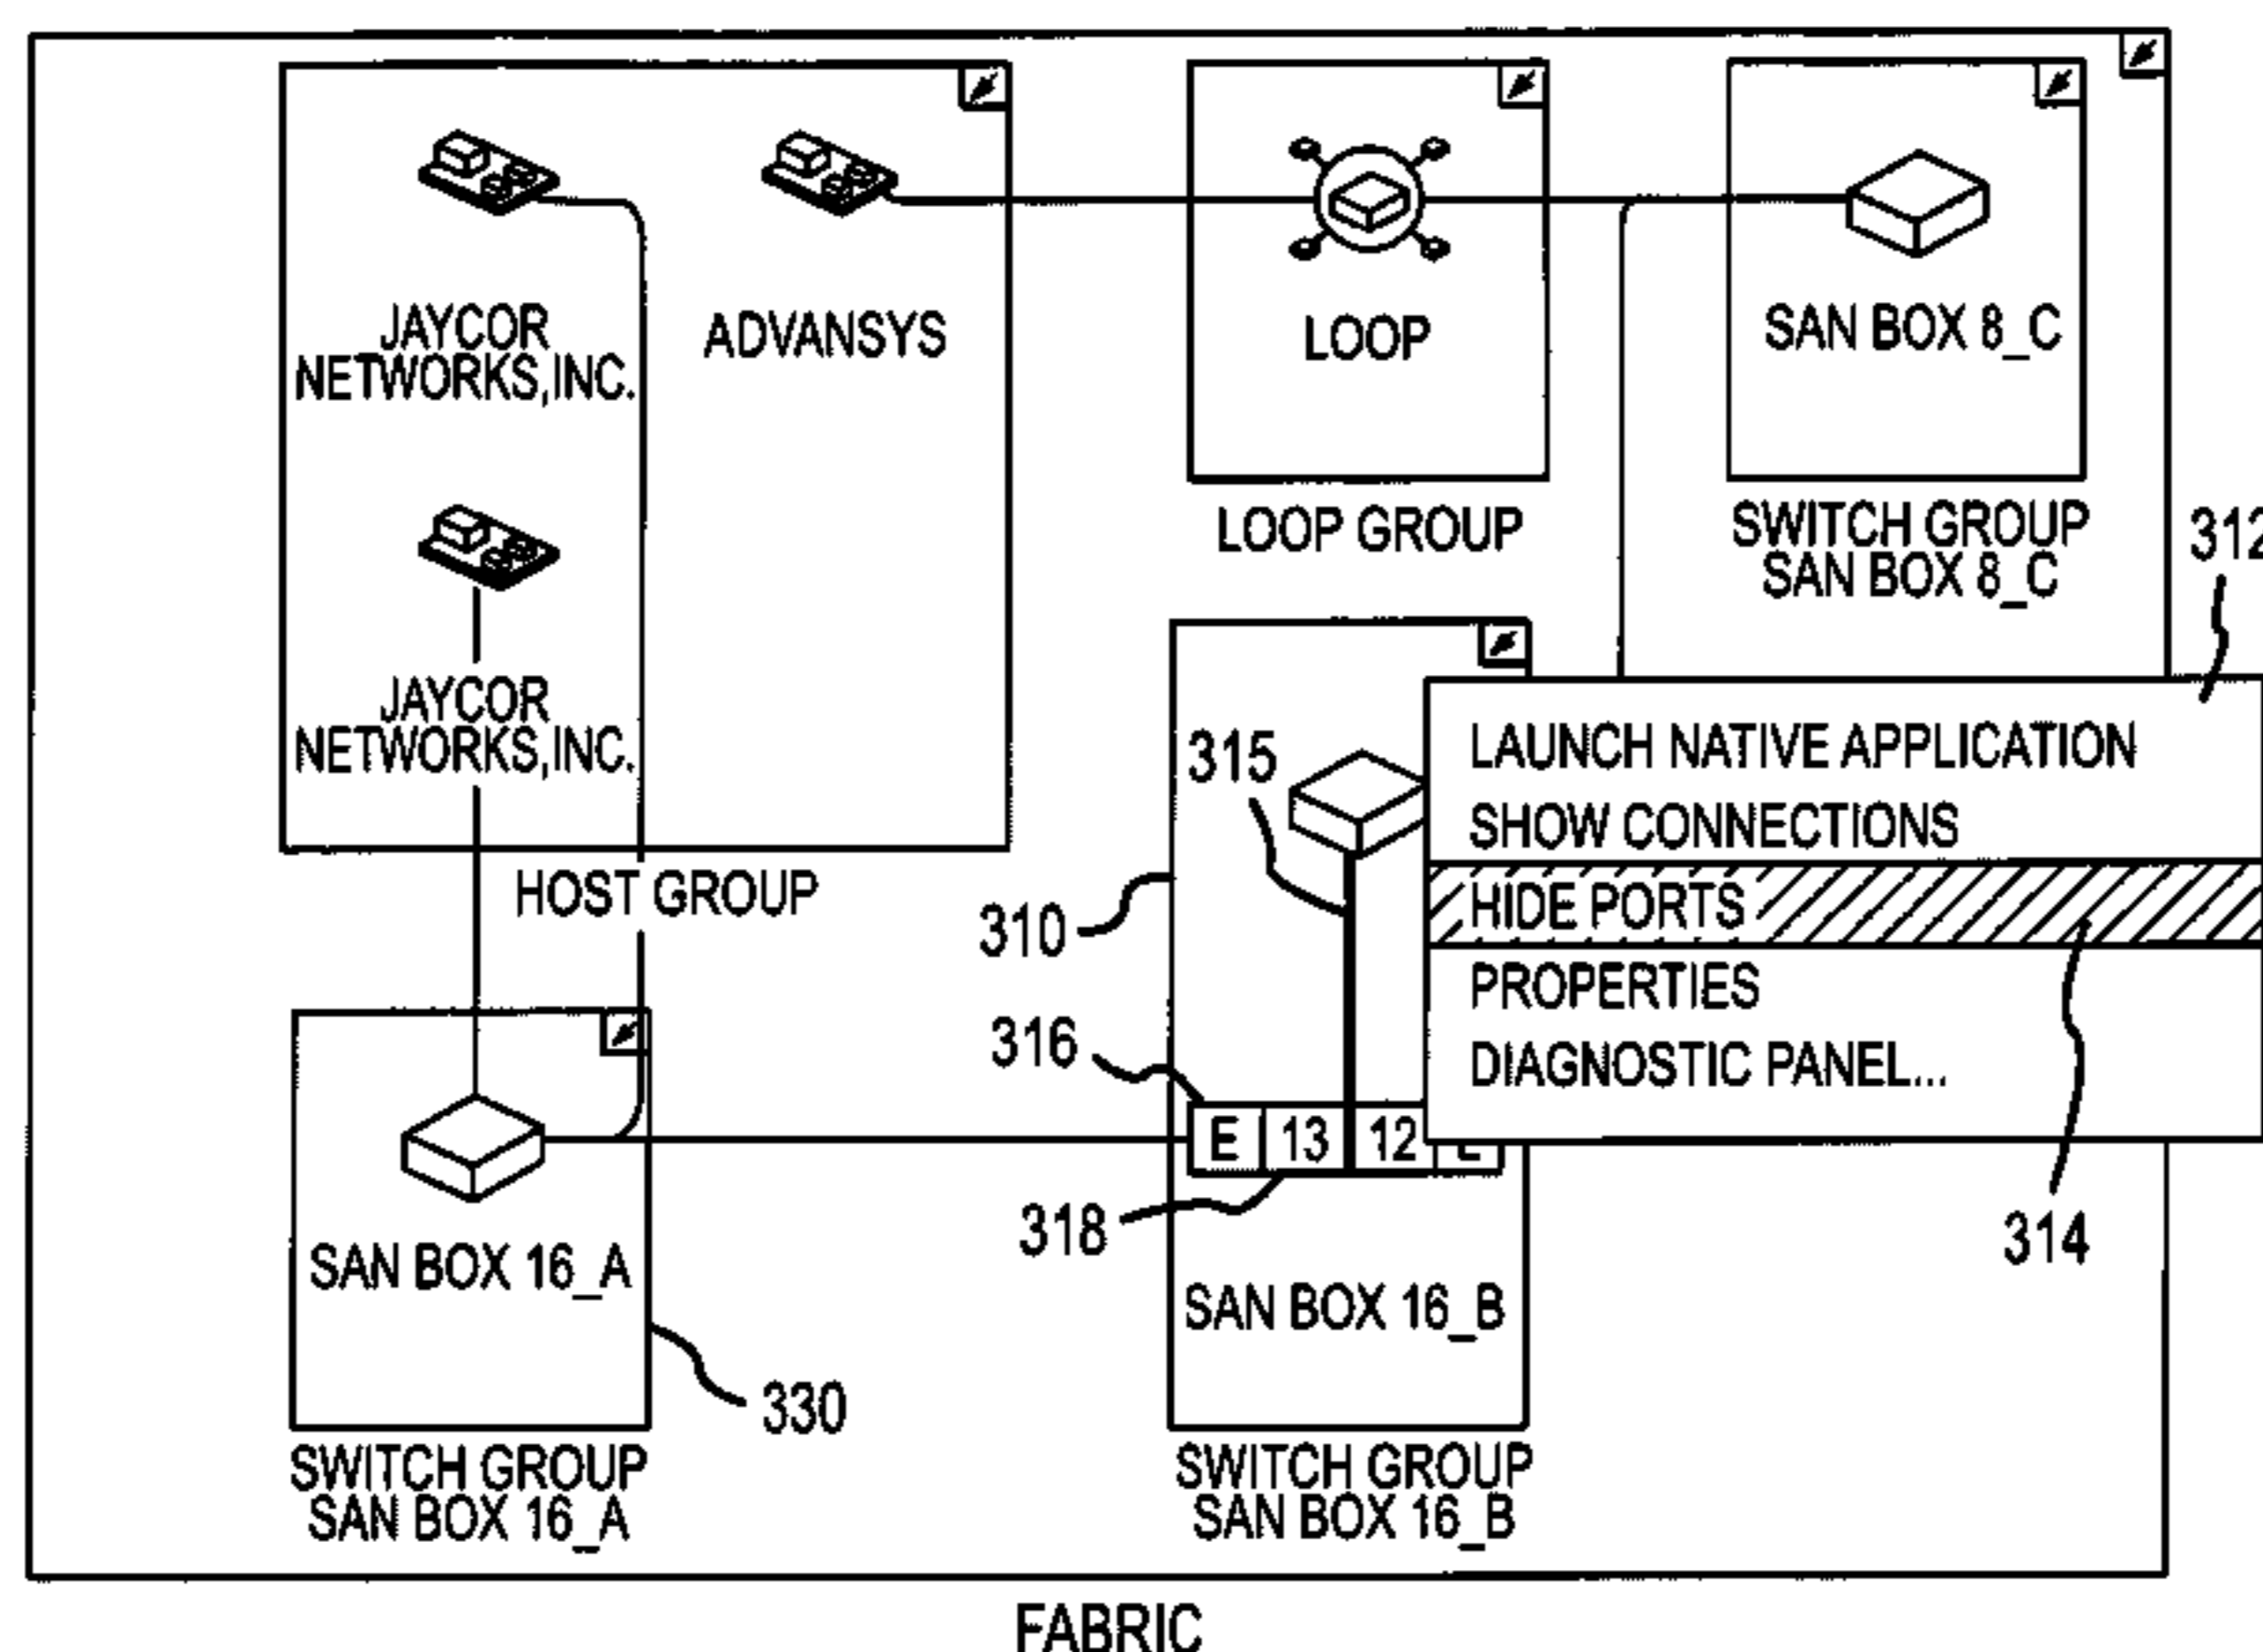 JAYCOR
NETWORKS,INC.
ADVANSYS
LOOP
SAN BOX 8_C
LOOP GROUP
SWITCH GROUP
SAN BOX 8_C
312
JAYCOR
NETWORKS,INC.
315
LAUNCH NATIVE APPLICATION
SHOW CONNECTIONS
HIDE PORTS
PROPERTIES
DIAGNOSTIC PANEL...
HOST GROUP
310
316
E 13 12
318
314
SAN BOX 16_A
SAN BOX 16_B
330
SWITCH GROUP
SAN BOX 16_A
SWITCH GROUP
SAN BOX 16_B
FABRIC